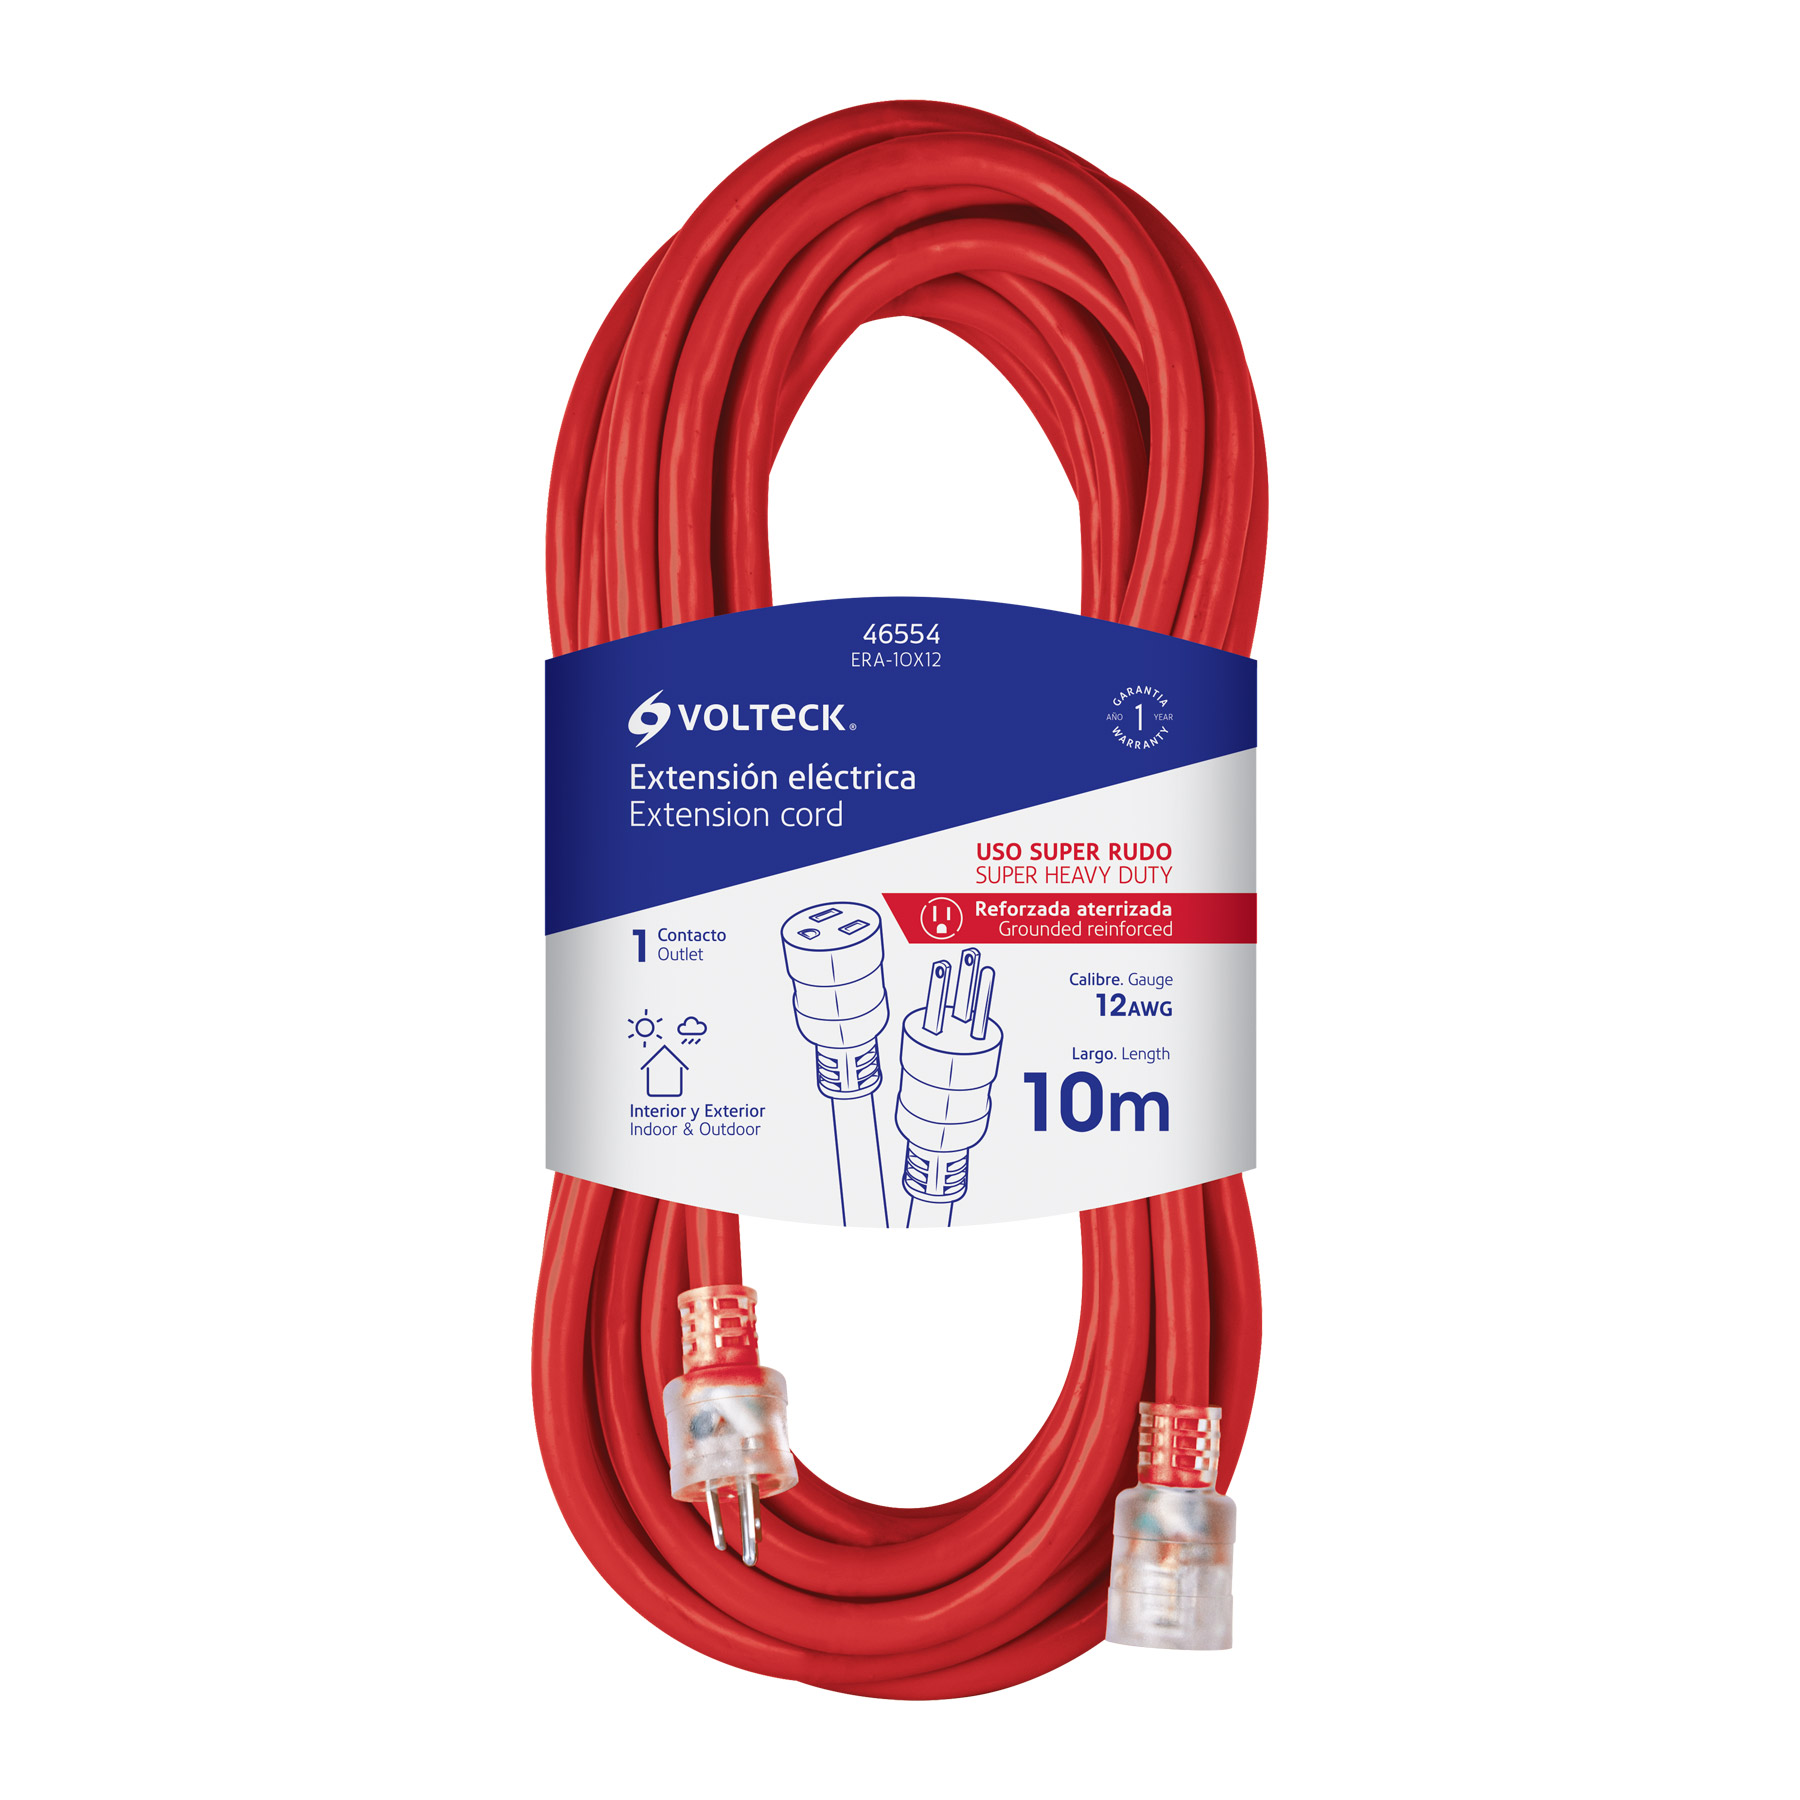 46554
ERA-10X12
VOLTECK®
GARANTIA
AÑO 1 YEAR
WARRANTY
Extensión eléctrica
Extension cord
USO SUPER RUDO
SUPER HEAVY DUTY
Reforzada aterrizada
Grounded reinforced
1 Contacto
Outlet
Calibre. Gauge
12AWG
Largo. Length
10m
Interior y Exterior
Indoor & Outdoor